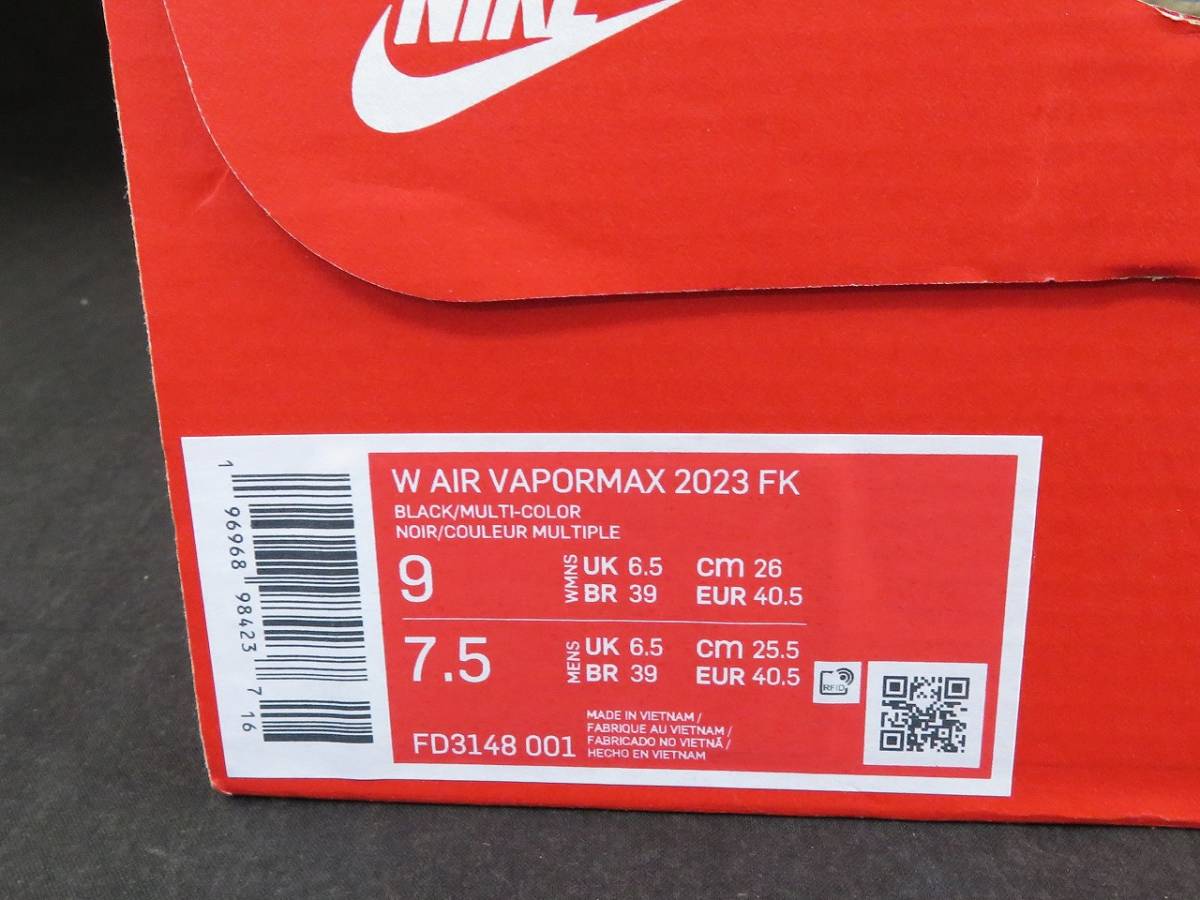 NIKE
W AIR VAPORMAX 2023 FK
BLACK/MULTI-COLOR
NOIR/COULEUR MULTIPLE
9 WMNS UK 6.5 cm 26
BR 39 EUR 40.5
7.5 MENS UK 6.5 cm 25.5
BR 39 EUR 40.5
FD3148 001
MADE IN VIETNAM /
FABRIQUE AU VIETNAM /
FABRICADO NO VIETNÃ /
HECHO EN VIETNAM
RFID
1 96968 98423 7 16